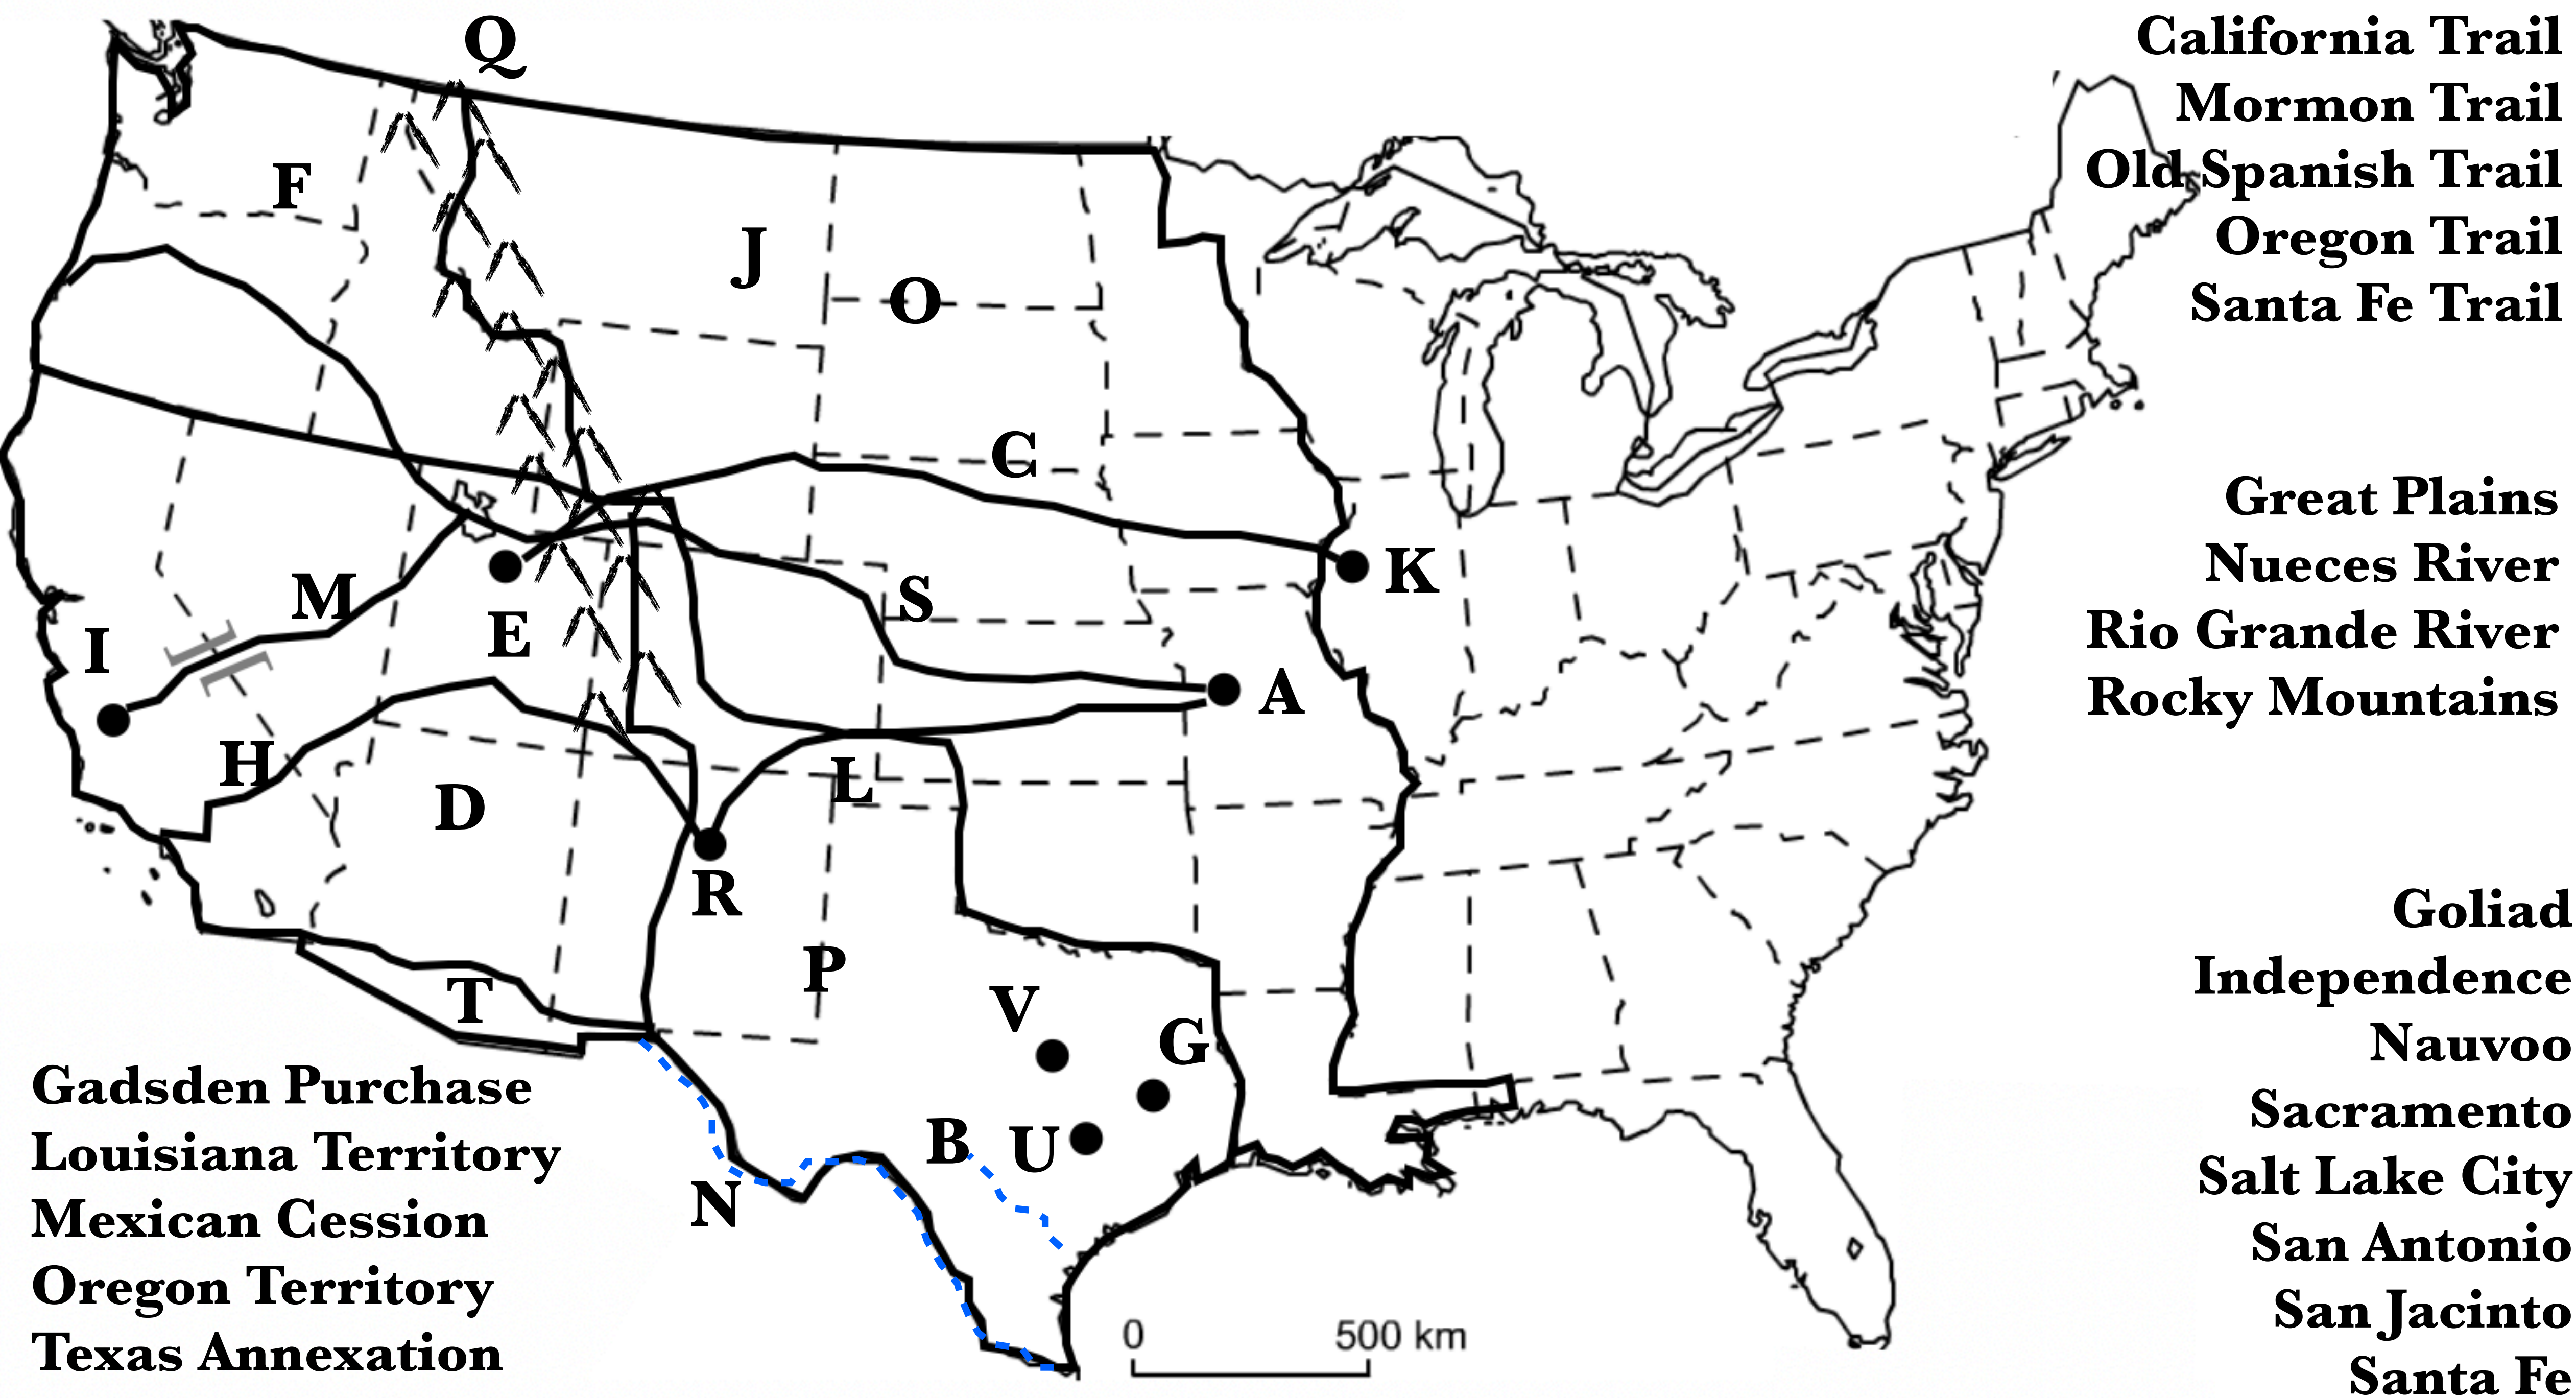 Q
California Trail
Mormon Trail
Old Spanish Trail
Oregon Trail
Santa Fe Trail
F
J
O
C
Great Plains
Nueces River
Rio Grande River
Rocky Mountains
K
M
S
I
E
A
H
D
L
R
Goliad
Independence
Nauvoo
Sacramento
Salt Lake City
San Antonio
San Jacinto
Santa Fe
P
T
V
G
B
U
N
Gadsden Purchase
Louisiana Territory
Mexican Cession
Oregon Territory
Texas Annexation
0 500 km